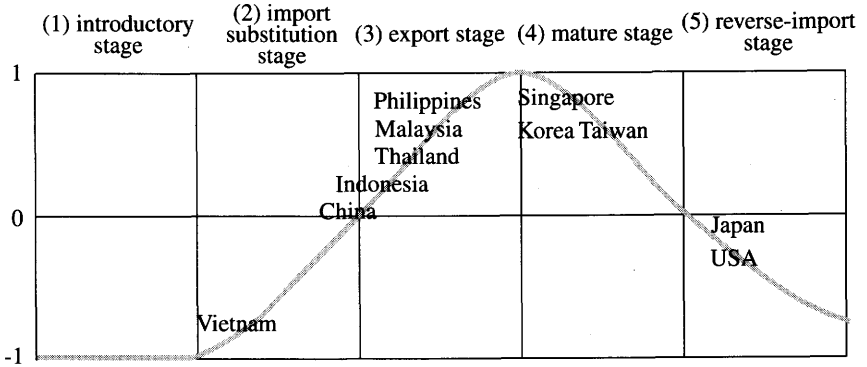 (1) introductory
stage
(2) import
substitution
stage
(3) export stage
(4) mature stage
(5) reverse-import
stage
1
Philippines
Malaysia
Thailand
Indonesia
China
Singapore
Korea Taiwan
0
Japan
USA
Vietnam
-1